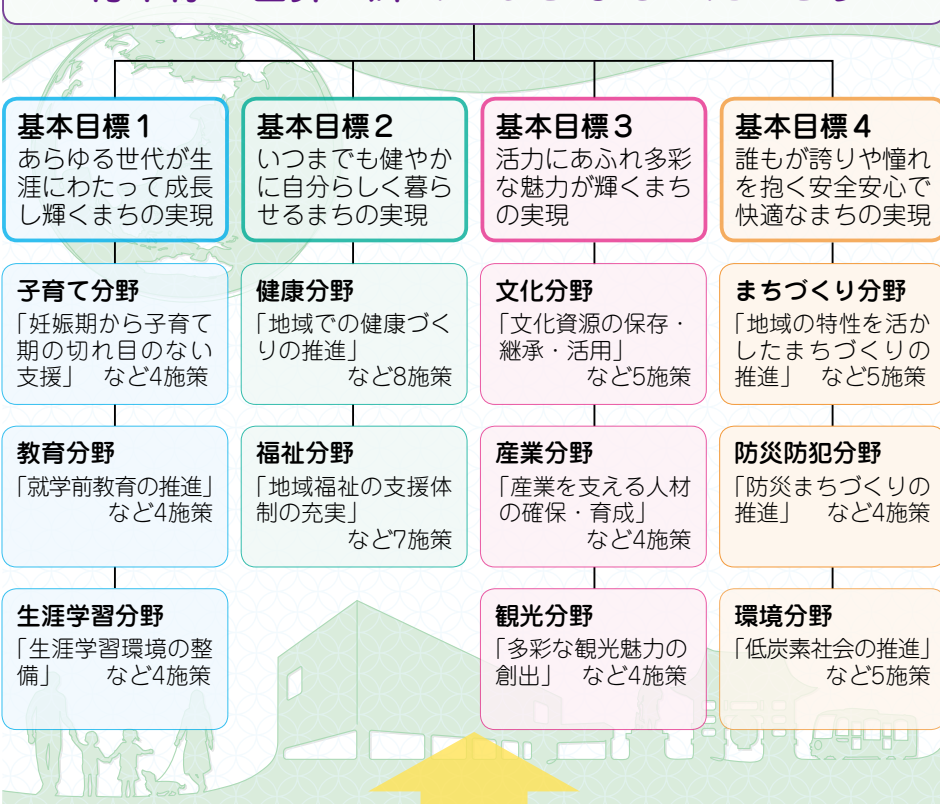 基本目標1
あらゆる世代が生
涯にわたって成長
し輝くまちの実現
子育て分野
「妊娠期から子育て
期の切れ目のない
支援」 など4施策
教育分野
「就学前教育の推進」
など4施策
生涯学習分野
「生涯学習環境の整
備」 など4施策
基本目標2
いつまでも健やか
に自分らしく暮ら
せるまちの実現
健康分野
「地域での健康づく
りの推進」
など8施策
福祉分野
「地域福祉の支援体
制の充実」
など7施策
基本目標3
活力にあふれ多彩
な魅力が輝くまち
の実現
文化分野
「文化資源の保存・
継承・活用」
など5施策
産業分野
「産業を支える人材
の確保・育成」
など4施策
観光分野
「多彩な観光魅力の
創出」 など4施策
基本目標4
誰もが誇りや憧れ
を抱く安全安心で
快適なまちの実現
まちづくり分野
「地域の特性を活か
したまちづくりの
推進」 など5施策
防災防犯分野
「防災まちづくりの
推進」 など4施策
環境分野
「低炭素社会の推進」
など5施策